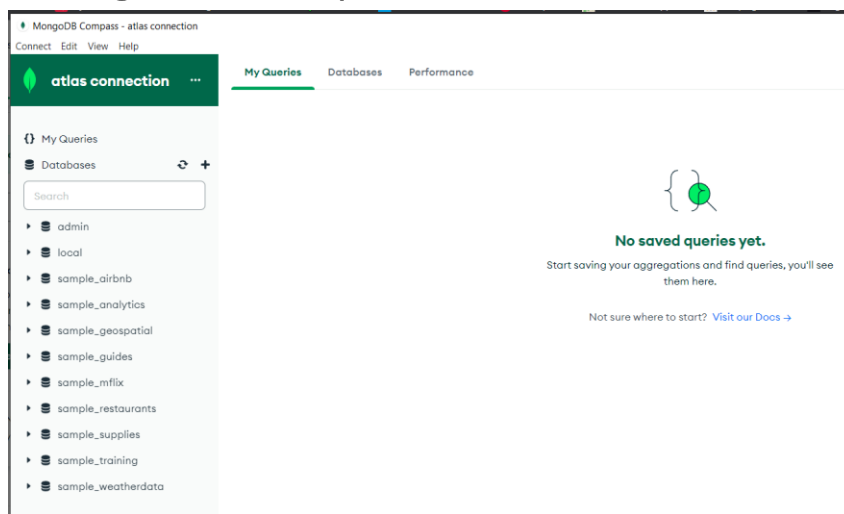 MongoDB Compass - atlas connection
Connect Edit View Help
atlas connection ...
My Queries Databases Performance
{} My Queries
Databases
Search
admin
local
sample_airbnb
sample_analytics
sample_geospatial
sample_guides
sample_mflix
sample_restaurants
sample_supplies
sample_training
sample_weatherdata
No saved queries yet.
Start saving your aggregations and find queries, you'll see
them here.
Not sure where to start? Visit our Docs →